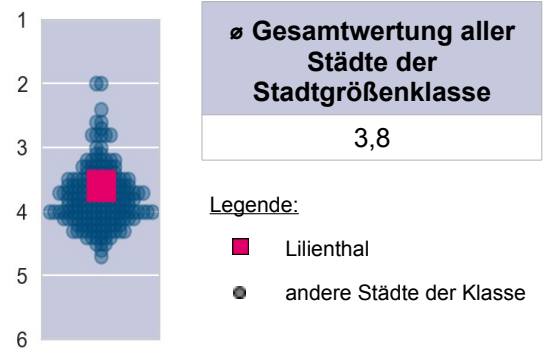 1
2
3
4
5
6
⌀ Gesamtwertung aller
Städte der
Stadtgrößenklasse
3,8
Legende:
Lilienthal
andere Städte der Klasse